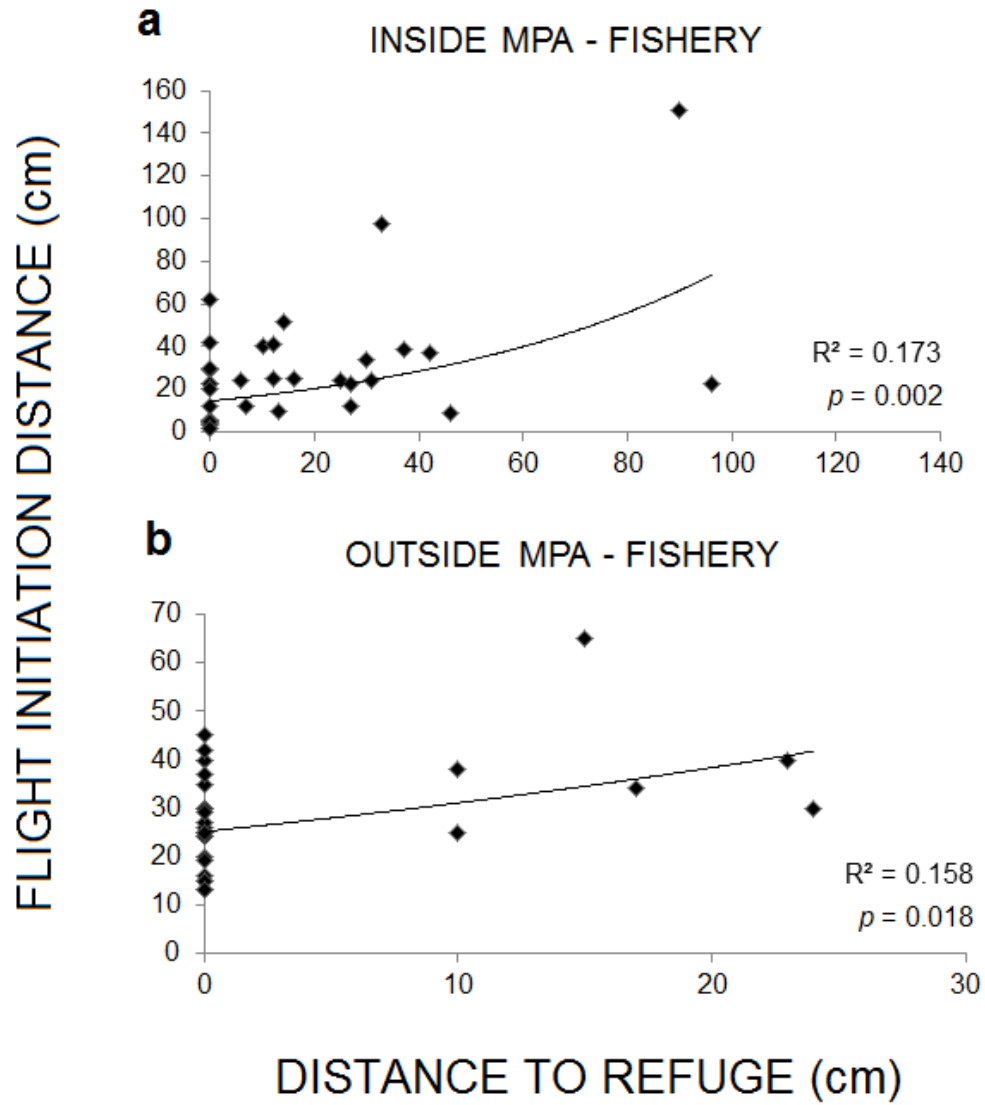 a
INSIDE MPA - FISHERY
FLIGHT INITIATION DISTANCE (cm)
160
140
120
100
80
60
40
20
0
R² = 0.173
p = 0.002
0 20 40 60 80 100 120 140
b
OUTSIDE MPA - FISHERY
70
60
50
40
30
20
10
0
R² = 0.158
p = 0.018
0 10 20 30
DISTANCE TO REFUGE (cm)